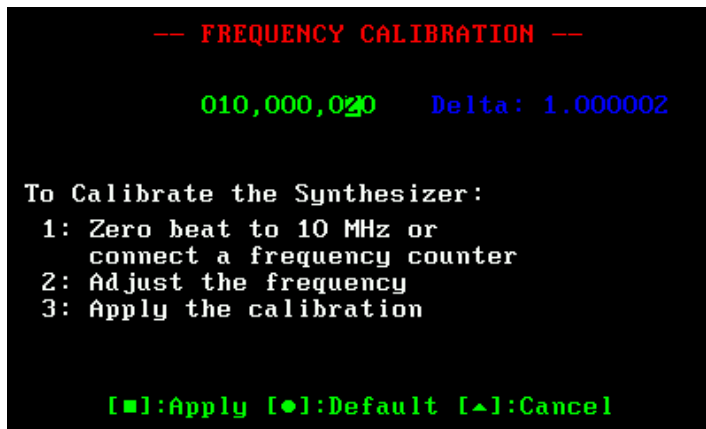 —— FREQUENCY CALIBRATION ——
010,000,020 Delta: 1.000002
To Calibrate the Synthesizer:
1: Zero beat to 10 MHz or
connect a frequency counter
2: Adjust the frequency
3: Apply the calibration
[■]:Apply [●]:Default [▲]:Cancel